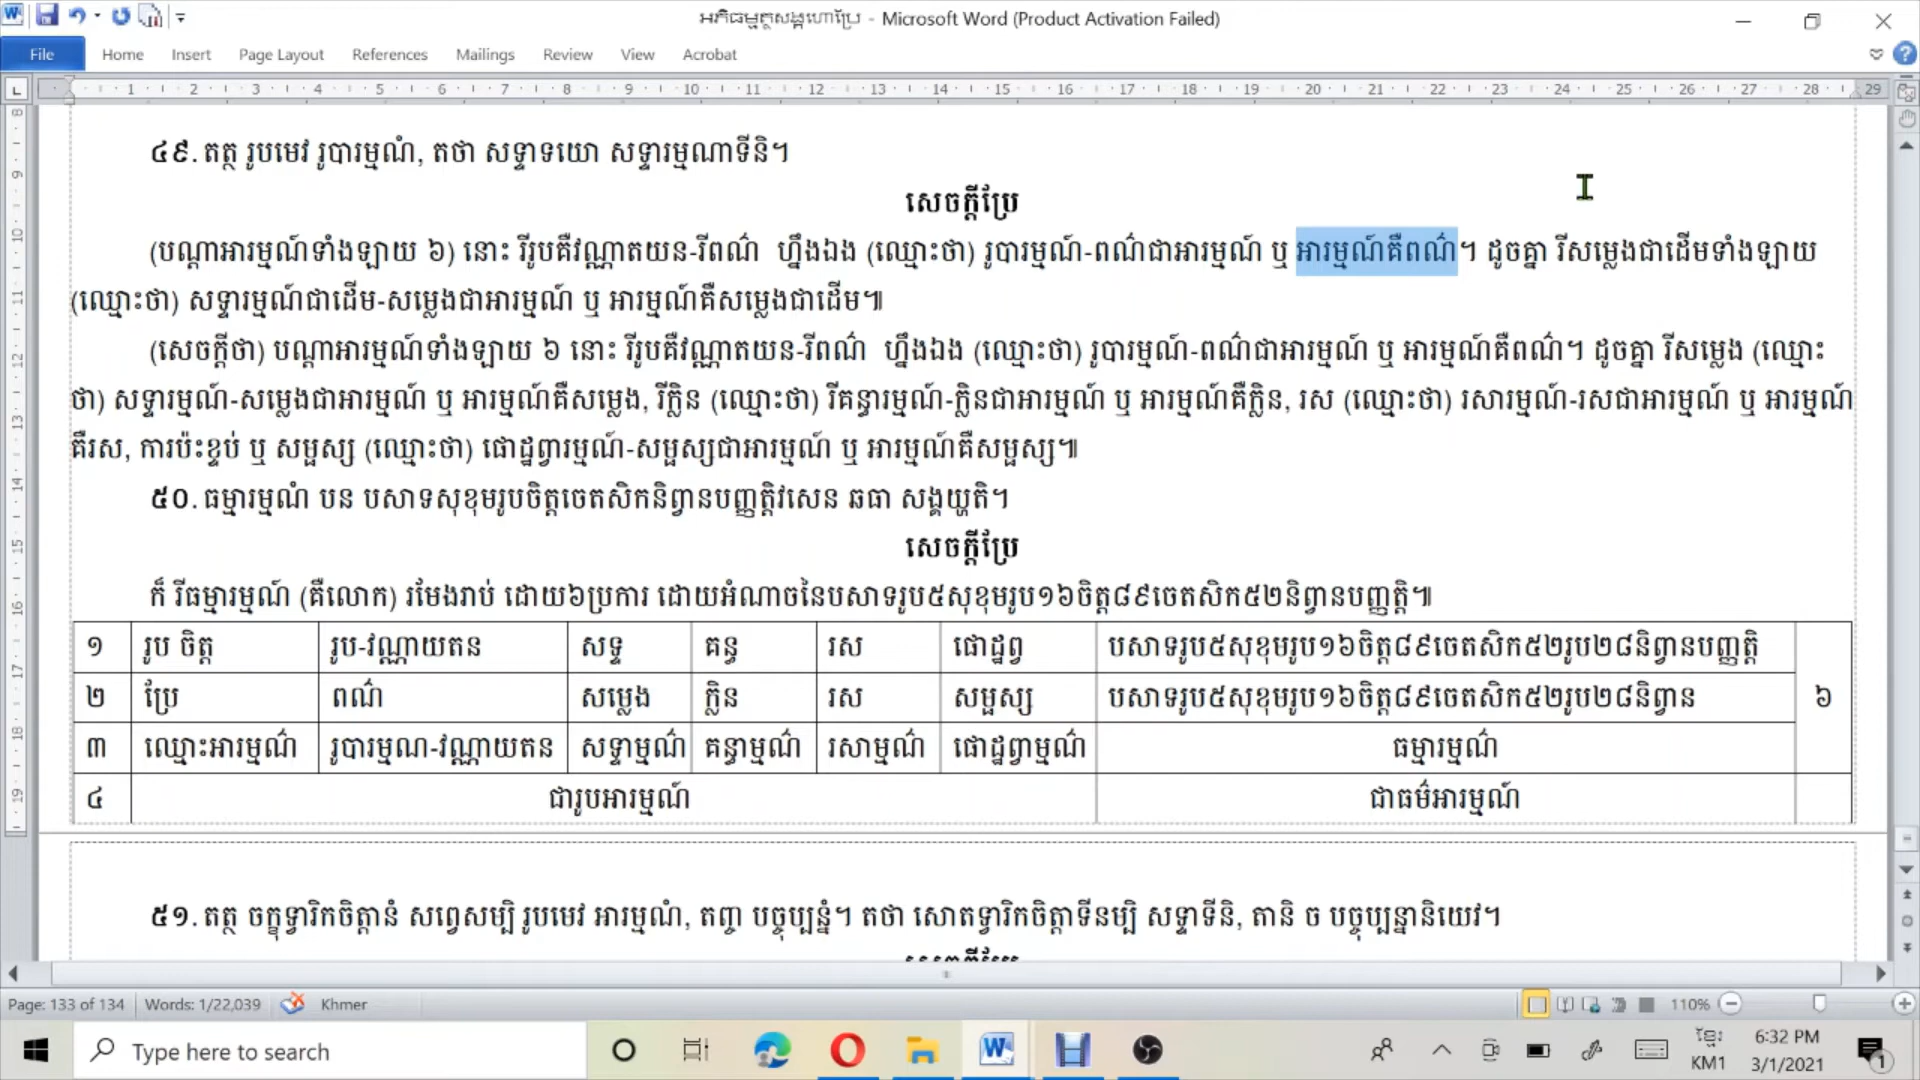 អភិធម្មត្ថសង្គហោប្រែ - Microsoft Word (Product Activation Failed)
File Home Insert Page Layout References Mailings Review View Acrobat
1 2 3 4 5 6 7 8 9 10 11 12 13 14 15 16 17 18 19 20 21 22 23 24 25 26 27 28 29
៤៩. តត្ថ រូបមេវ រូបារម្មណំ, តថា សទ្ទាទយោ សទ្ទារម្មណាទីនិ។
សេចក្តីប្រែ
(បណ្តាអារម្មណ៍ទាំងឡាយ ៦) នោះ រីរូបគឺវណ្ណាតយន-រីពណ៌ ហ្នឹងឯង (ឈ្មោះថា) រូបារម្មណ៍-ពណ៌ជាអារម្មណ៍ ឬ អារម្មណ៍គឺពណ៌។ ដូចគ្នា រីសម្លេងជាដើមទាំងឡាយ
(ឈ្មោះថា) សទ្ទារម្មណ៍ជាដើម-សម្លេងជាអារម្មណ៍ ឬ អារម្មណ៍គឺសម្លេងជាដើម៕
(សេចក្តីថា) បណ្តាអារម្មណ៍ទាំងឡាយ ៦ នោះ រីរូបគឺវណ្ណាតយន-រីពណ៌ ហ្នឹងឯង (ឈ្មោះថា) រូបារម្មណ៍-ពណ៌ជាអារម្មណ៍ ឬ អារម្មណ៍គឺពណ៌។ ដូចគ្នា រីសម្លេង (ឈ្មោះ
ថា) សទ្ទារម្មណ៍-សម្លេងជាអារម្មណ៍ ឬ អារម្មណ៍គឺសម្លេង, រីក្លិន (ឈ្មោះថា) រីគន្ធារម្មណ៍-ក្លិនជាអារម្មណ៍ ឬ អារម្មណ៍គឺក្លិន, រស (ឈ្មោះថា) រសារម្មណ៍-រសជាអារម្មណ៍ ឬ អារម្មណ៍
គឺរស, ការប៉ះខ្ទប់ ឬ សម្ផស្ស (ឈ្មោះថា) ផោដ្ឋព្វារម្មណ៍-សម្ផស្សជាអារម្មណ៍ ឬ អារម្មណ៍គឺសម្ផស្ស៕
៥០. ធម្មារម្មណំ បន បសាទសុខុមរូបចិត្តចេតសិកនិព្វានបញ្ញត្តិវសេន ឆធា សង្គយ្ហតិ។
សេចក្តីប្រែ
ក៏ រីធម្មារម្មណ៍ (គឺលោក) រមែងរាប់ ដោយ៦ប្រការ ដោយអំណាចនៃបសាទរូប៥សុខុមរូប១៦ចិត្ត៨៩ចេតសិក៥២និព្វានបញ្ញត្តិ៕
១ រូប ចិត្ត រូប-វណ្ណាយតន សទ្ទ គន្ធ រស ផោដ្ឋព្វ បសាទរូប៥សុខុមរូប១៦ចិត្ត៨៩ចេតសិក៥២រូប២៨និព្វានបញ្ញត្តិ
២ ប្រែ ពណ៌ សម្លេង ក្លិន រស សម្ផស្ស បសាទរូប៥សុខុមរូប១៦ចិត្ត៨៩ចេតសិក៥២រូប២៨និព្វាន ៦
៣ ឈ្មោះអារម្មណ៌ រូបារម្មណ-វណ្ណាយតន សទ្ទាម្មណ៌ គន្ធាម្មណ៌ រសាម្មណ៌ ផោដ្ឋព្វាម្មណ៌ ធម្មារម្មណ៌
៤ ជារូបអារម្មណ៍ ជាធម៌អារម្មណ៍
៥១. តត្ថ ចក្ខុទ្វារិកចិត្តានំ សព្វេសម្បិ រូបមេវ អារម្មណំ, តញ្ច បច្ចុប្បន្នំ។ តថា សោតទ្វារិកចិត្តាទីនម្បិ សទ្ទាទីនិ, តានិ ច បច្ចុប្បន្នានិយេវ។
Page: 133 of 134 Words: 1/22,039 Khmer 110%
Type here to search
ខ្មែរ KM1
6:32 PM
3/1/2021
1